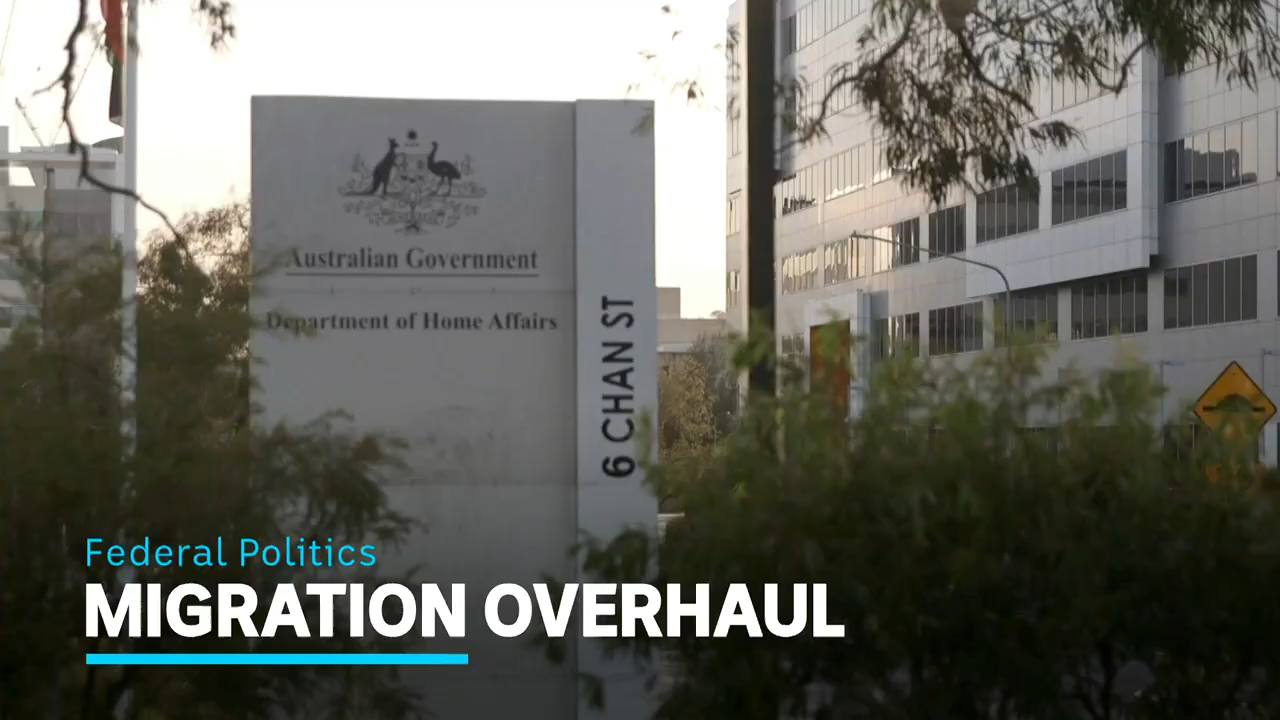 Australian Government
Department of Home Affairs
6 CHAN ST
Federal Politics
MIGRATION OVERHAUL